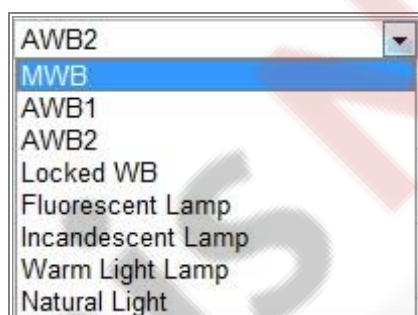 AWB2
MWB
AWB1
AWB2
Locked WB
Fluorescent Lamp
Incandescent Lamp
Warm Light Lamp
Natural Light